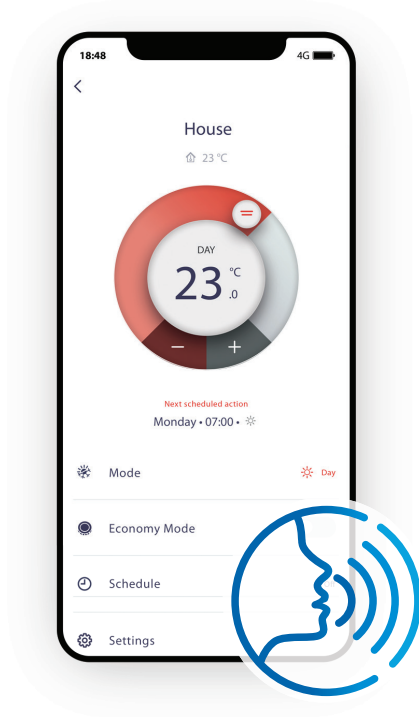 18:48 4G
House
23 °C
DAY
23 °C .0
− +
Next scheduled action
Monday • 07:00 •
Mode Day
Economy Mode
Schedule
Settings